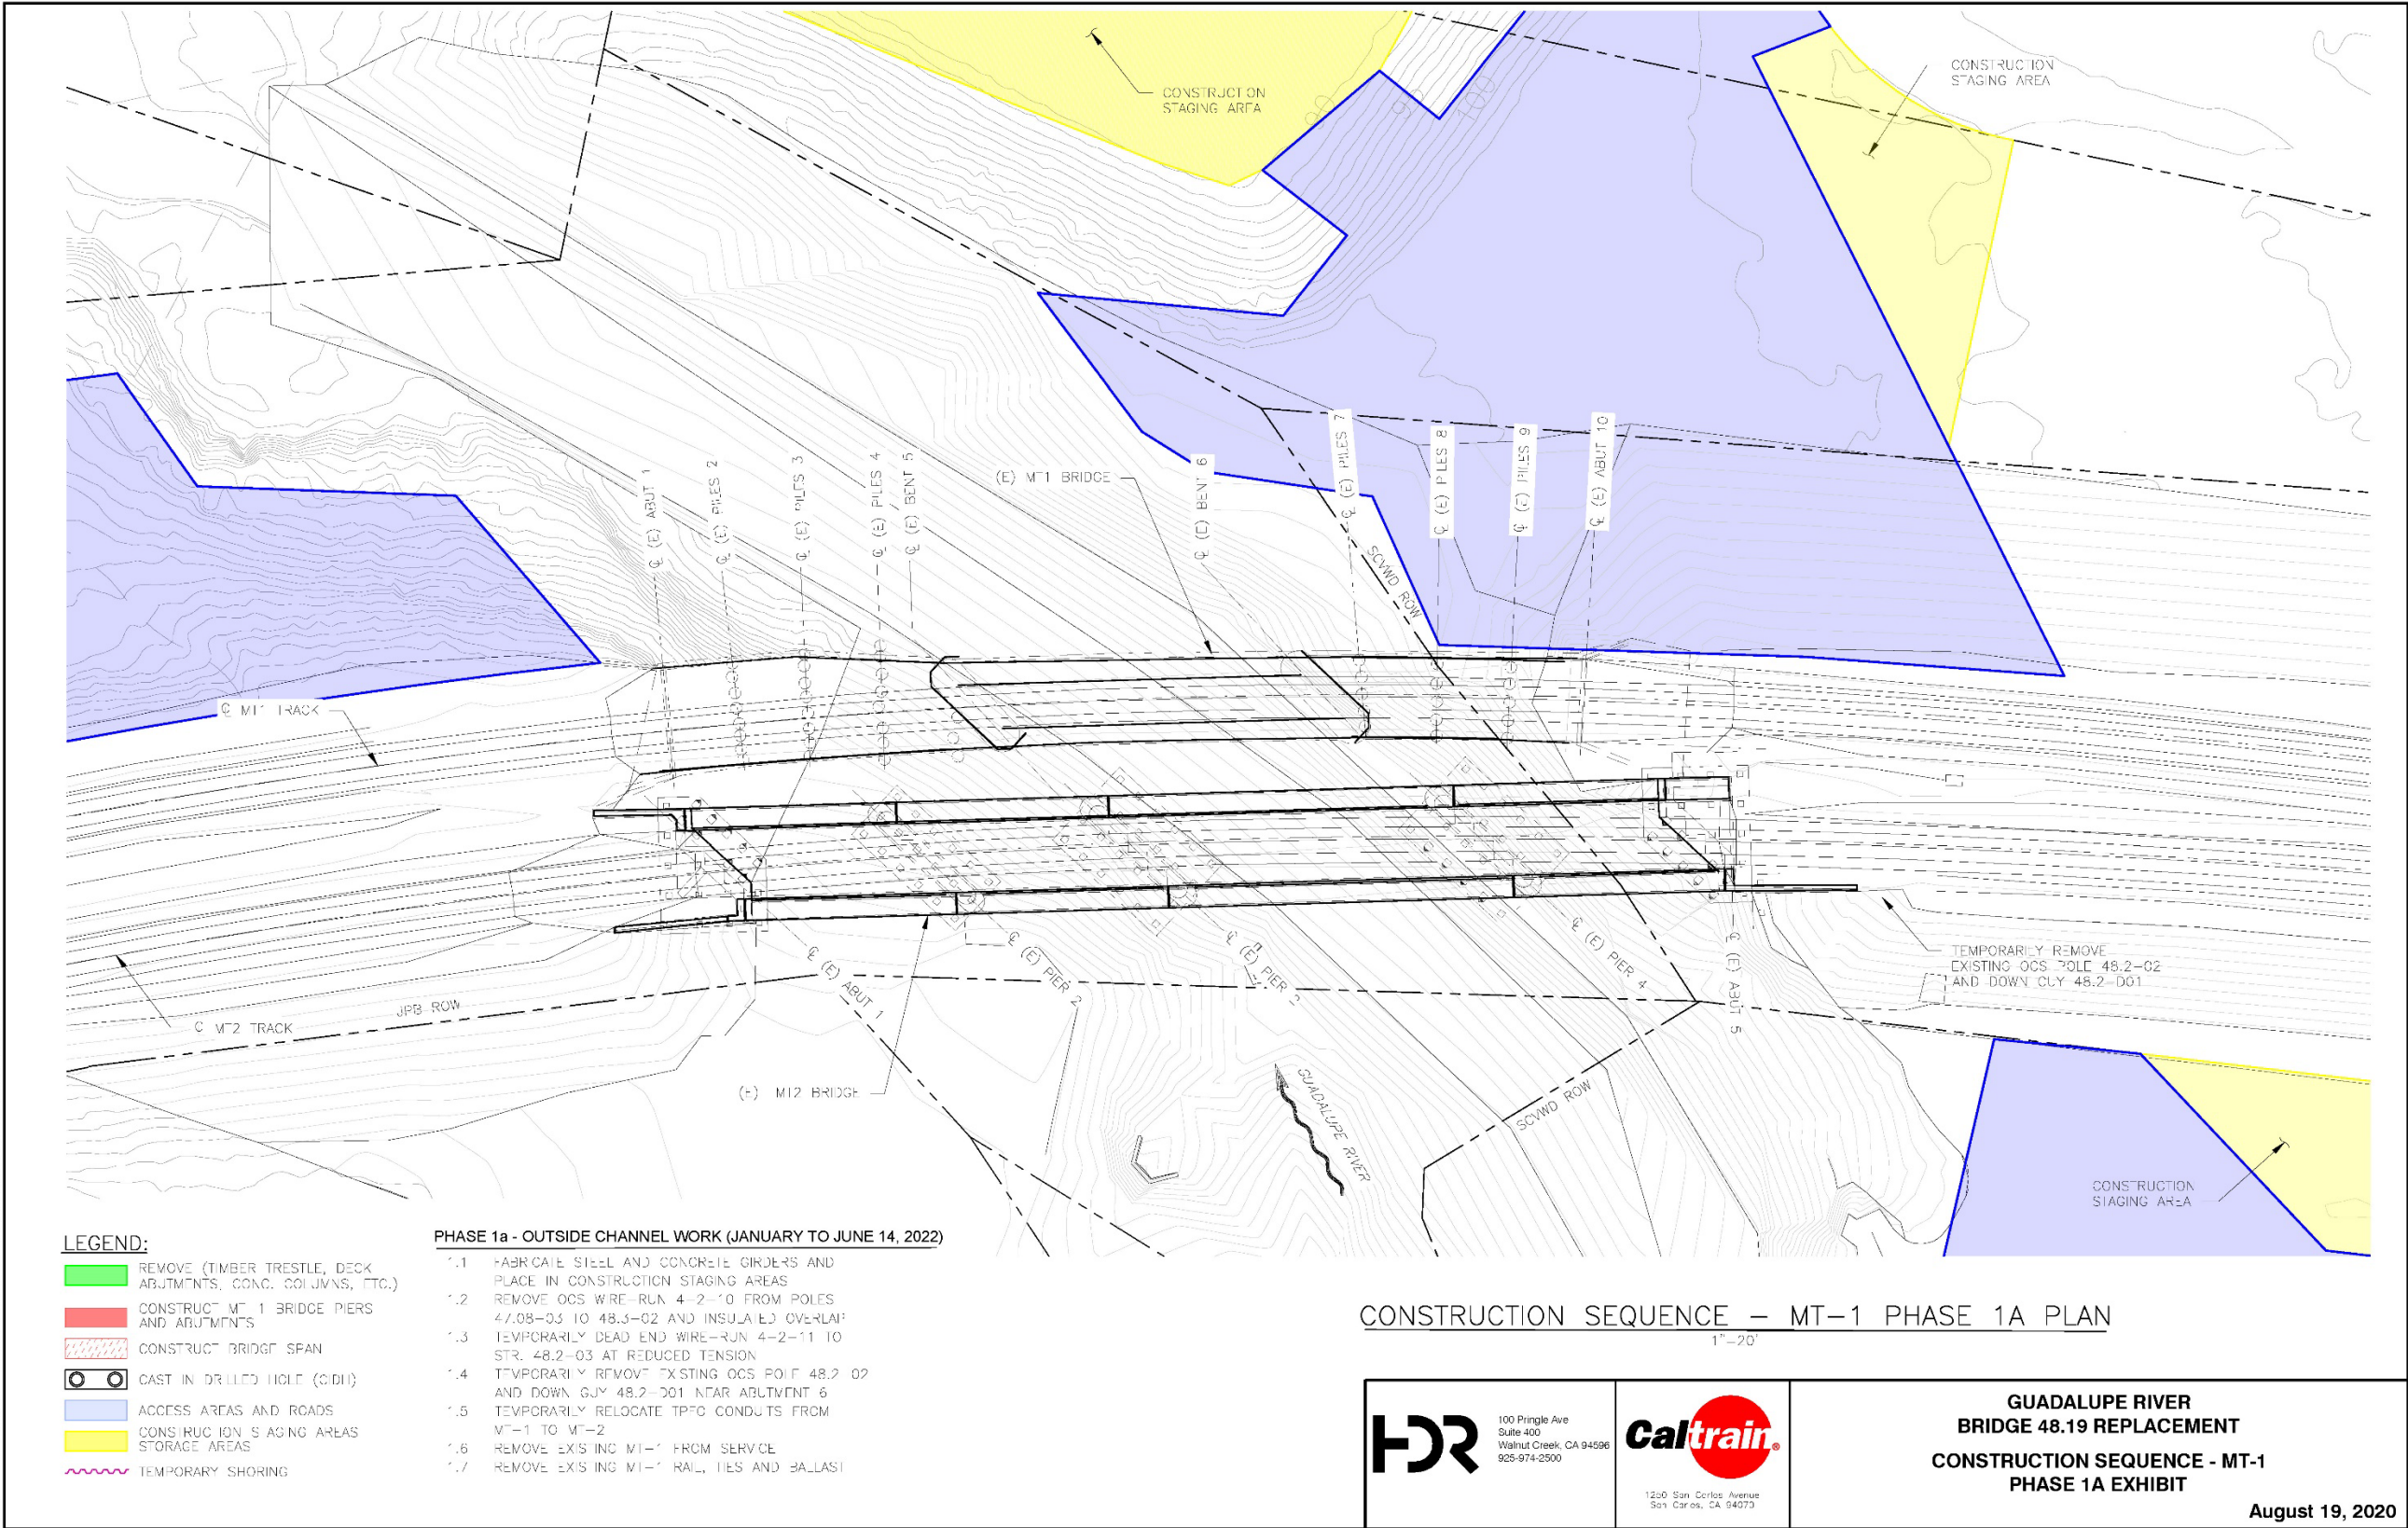 CONSTRUCTION
STAGING AREA
CONSTRUCTION
STAGING AREA
90
100
℄ (E) ABUT 1
℄ (E) PILES 2
℄ (E) PILES 3
℄ (E) PILES 4
℄ (E) BENT 5
(E) MT1 BRIDGE
℄ (E) BENT 6
℄ (E) PILES 7
℄ (E) PILES 8
℄ (E) PILES 9
℄ (E) ABUT 10
SCVWD ROW
℄ MT1 TRACK
℄ MT2 TRACK
JPB ROW
℄ (E) ABUT 1
℄ (E) PIER 2
℄ (E) PIER 3
℄ (E) PIER 4
℄ (E) ABUT 5
TEMPORARILY REMOVE
EXISTING OCS POLE 48.2-02
AND DOWN GUY 48.2-D01
(E) MT2 BRIDGE
GUADALUPE RIVER
SCVWD ROW
CONSTRUCTION
STAGING AREA
LEGEND:
REMOVE (TIMBER TRESTLE, DECK
ABUTMENTS, CONC. COLUMNS, ETC.)
CONSTRUCT MT-1 BRIDGE PIERS
AND ABUTMENTS
CONSTRUCT BRIDGE SPAN
CAST IN DRILLED HOLE (CIDH)
ACCESS AREAS AND ROADS
CONSTRUCTION STAGING AREAS
STORAGE AREAS
TEMPORARY SHORING
PHASE 1a - OUTSIDE CHANNEL WORK (JANUARY TO JUNE 14, 2022)
1.1 FABRICATE STEEL AND CONCRETE GIRDERS AND
PLACE IN CONSTRUCTION STAGING AREAS
1.2 REMOVE OCS WIRE-RUN 4-2-10 FROM POLES
47.08-03 TO 48.3-02 AND INSULATED OVERLAP
1.3 TEMPORARILY DEAD END WIRE-RUN 4-2-11 TO
STR. 48.2-03 AT REDUCED TENSION
1.4 TEMPORARILY REMOVE EXISTING OCS POLE 48.2-02
AND DOWN GUY 48.2-D01 NEAR ABUTMENT 6
1.5 TEMPORARILY RELOCATE TPFO CONDUITS FROM
MT-1 TO MT-2
1.6 REMOVE EXISTING MT-1 FROM SERVICE
1.7 REMOVE EXISTING MT-1 RAIL, TIES AND BALLAST
CONSTRUCTION SEQUENCE - MT-1 PHASE 1A PLAN
1"=20'
HDR
100 Pringle Ave
Suite 400
Walnut Creek, CA 94596
925-974-2500
Caltrain®
1250 San Carlos Avenue
San Carlos, CA 94070
GUADALUPE RIVER
BRIDGE 48.19 REPLACEMENT
CONSTRUCTION SEQUENCE - MT-1
PHASE 1A EXHIBIT
August 19, 2020